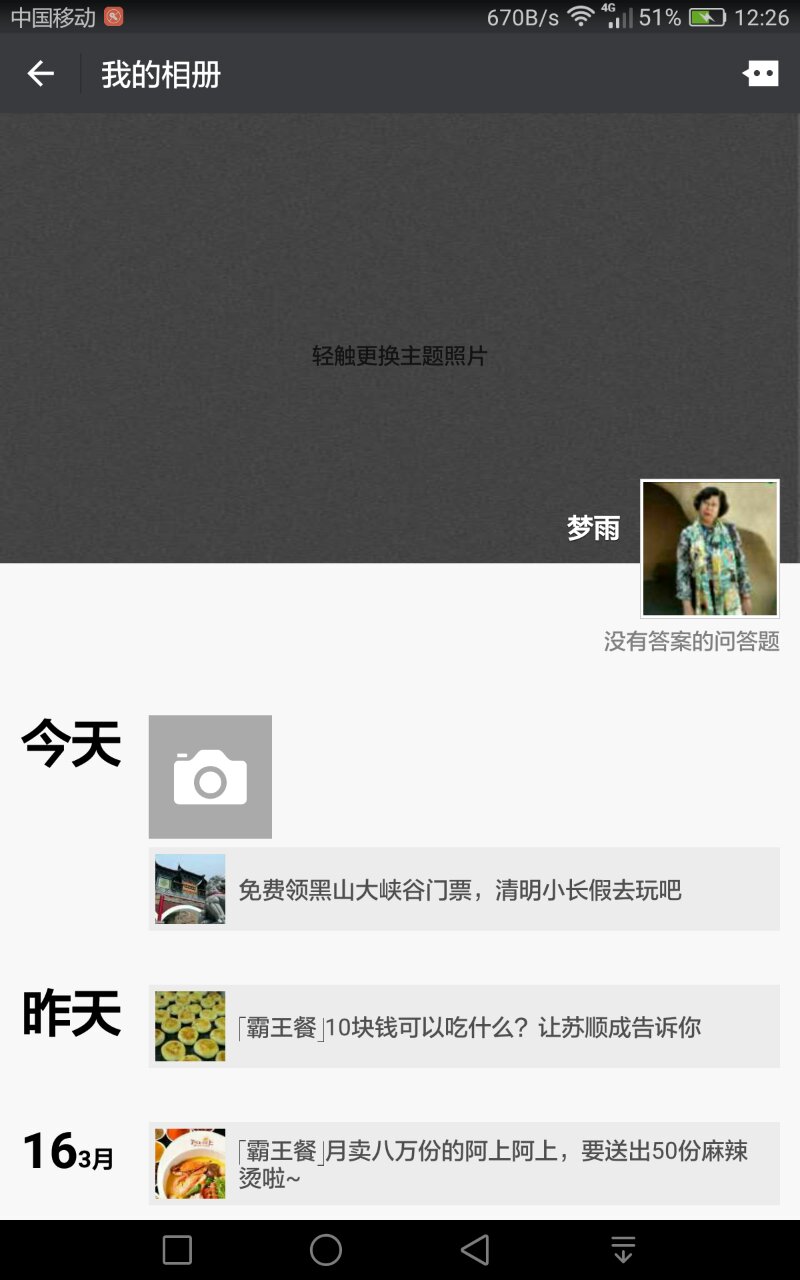 中国移动 670B/s 4G 51% 12:26
我的相册
轻触更换主题照片
梦雨
没有答案的问答题
今天
免费领黑山大峡谷门票，清明小长假去玩吧
昨天
「霸王餐」10块钱可以吃什么？让苏顺成告诉你
16 3月
「霸王餐」月卖八万份的阿上阿上，要送出50份麻辣
烫啦~